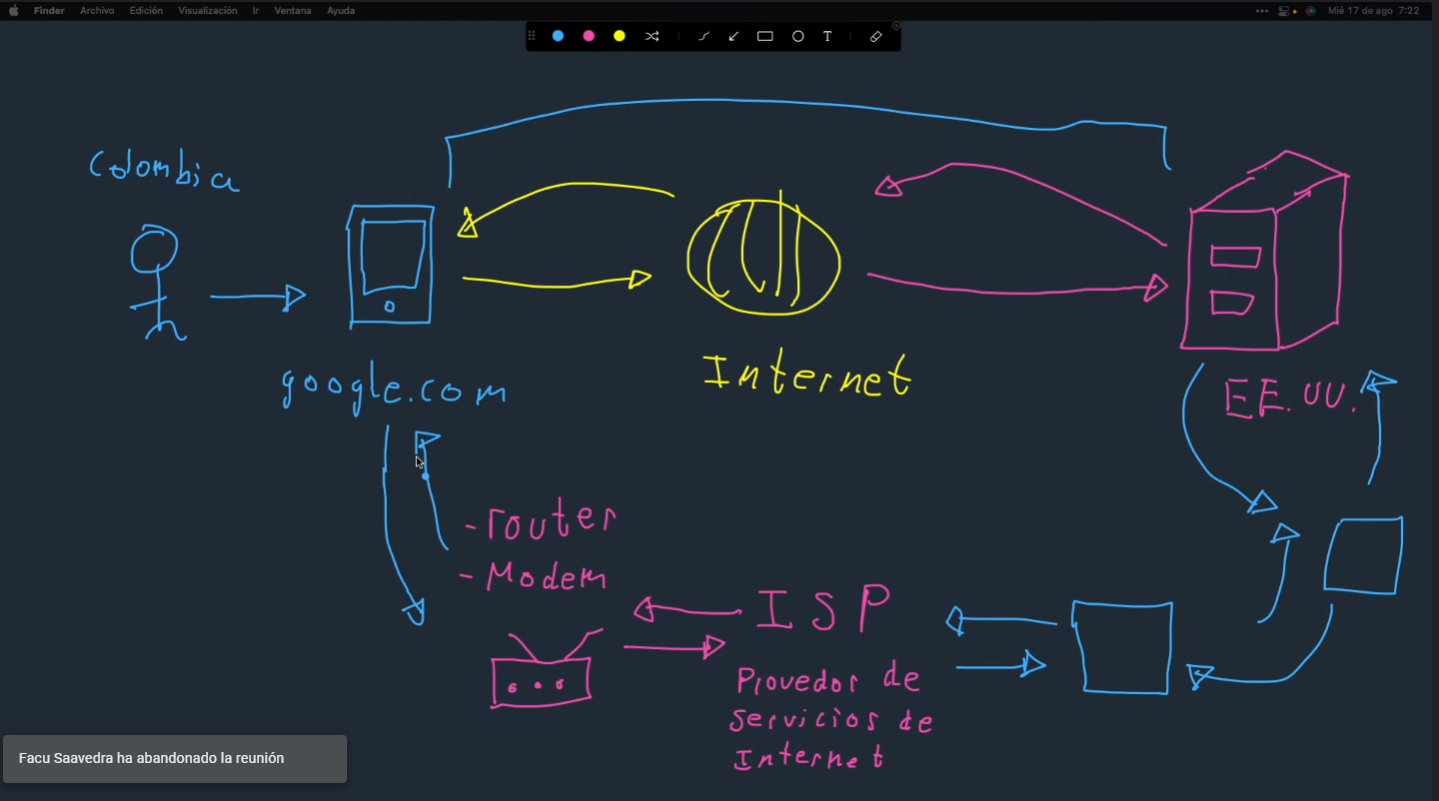 Finder Archivo Edición Visualización Ir Ventana Ayuda
Mié 17 de ago 7:22
T
Colombia
google.com
Internet
EE.UU.
- router
- Modem
ISP
Provedor de
Servicios de
Internet
Facu Saavedra ha abandonado la reunión